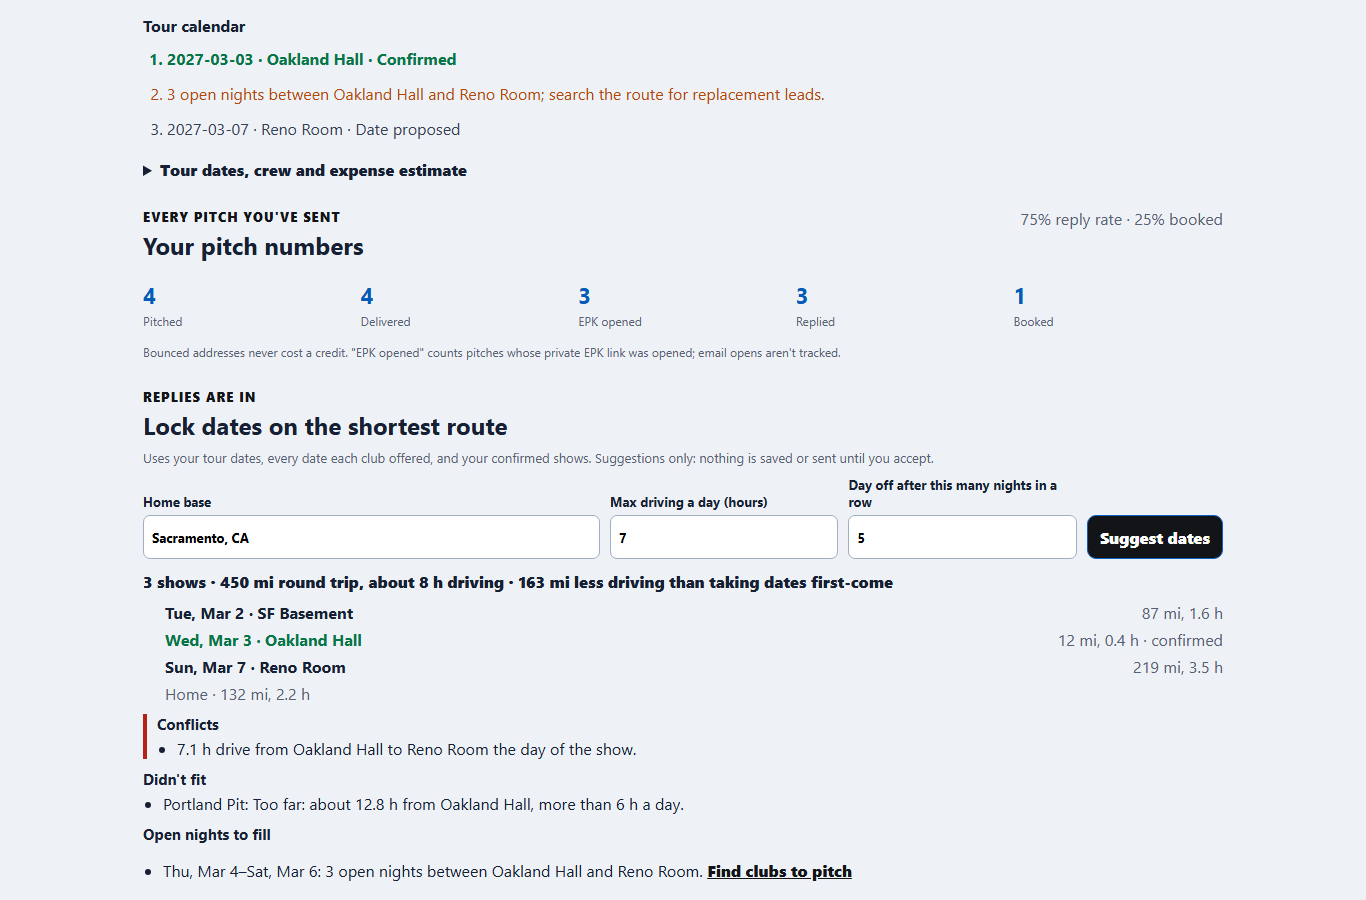 Tour calendar
1. 2027-03-03 · Oakland Hall · Confirmed
2. 3 open nights between Oakland Hall and Reno Room; search the route for replacement leads.
3. 2027-03-07 · Reno Room · Date proposed
Tour dates, crew and expense estimate
EVERY PITCH YOU'VE SENT
75% reply rate · 25% booked
Your pitch numbers
4 4 3 3 1
Pitched Delivered EPK opened Replied Booked
Bounced addresses never cost a credit. "EPK opened" counts pitches whose private EPK link was opened; email opens aren't tracked.
REPLIES ARE IN
Lock dates on the shortest route
Uses your tour dates, every date each club offered, and your confirmed shows. Suggestions only: nothing is saved or sent until you accept.
Home base
Max driving a day (hours)
Day off after this many nights in a
row
Sacramento, CA
7
5
Suggest dates
3 shows · 450 mi round trip, about 8 h driving · 163 mi less driving than taking dates first-come
Tue, Mar 2 · SF Basement 87 mi, 1.6 h
Wed, Mar 3 · Oakland Hall 12 mi, 0.4 h · confirmed
Sun, Mar 7 · Reno Room 219 mi, 3.5 h
Home · 132 mi, 2.2 h
Conflicts
• 7.1 h drive from Oakland Hall to Reno Room the day of the show.
Didn't fit
• Portland Pit: Too far: about 12.8 h from Oakland Hall, more than 6 h a day.
Open nights to fill
• Thu, Mar 4–Sat, Mar 6: 3 open nights between Oakland Hall and Reno Room. Find clubs to pitch